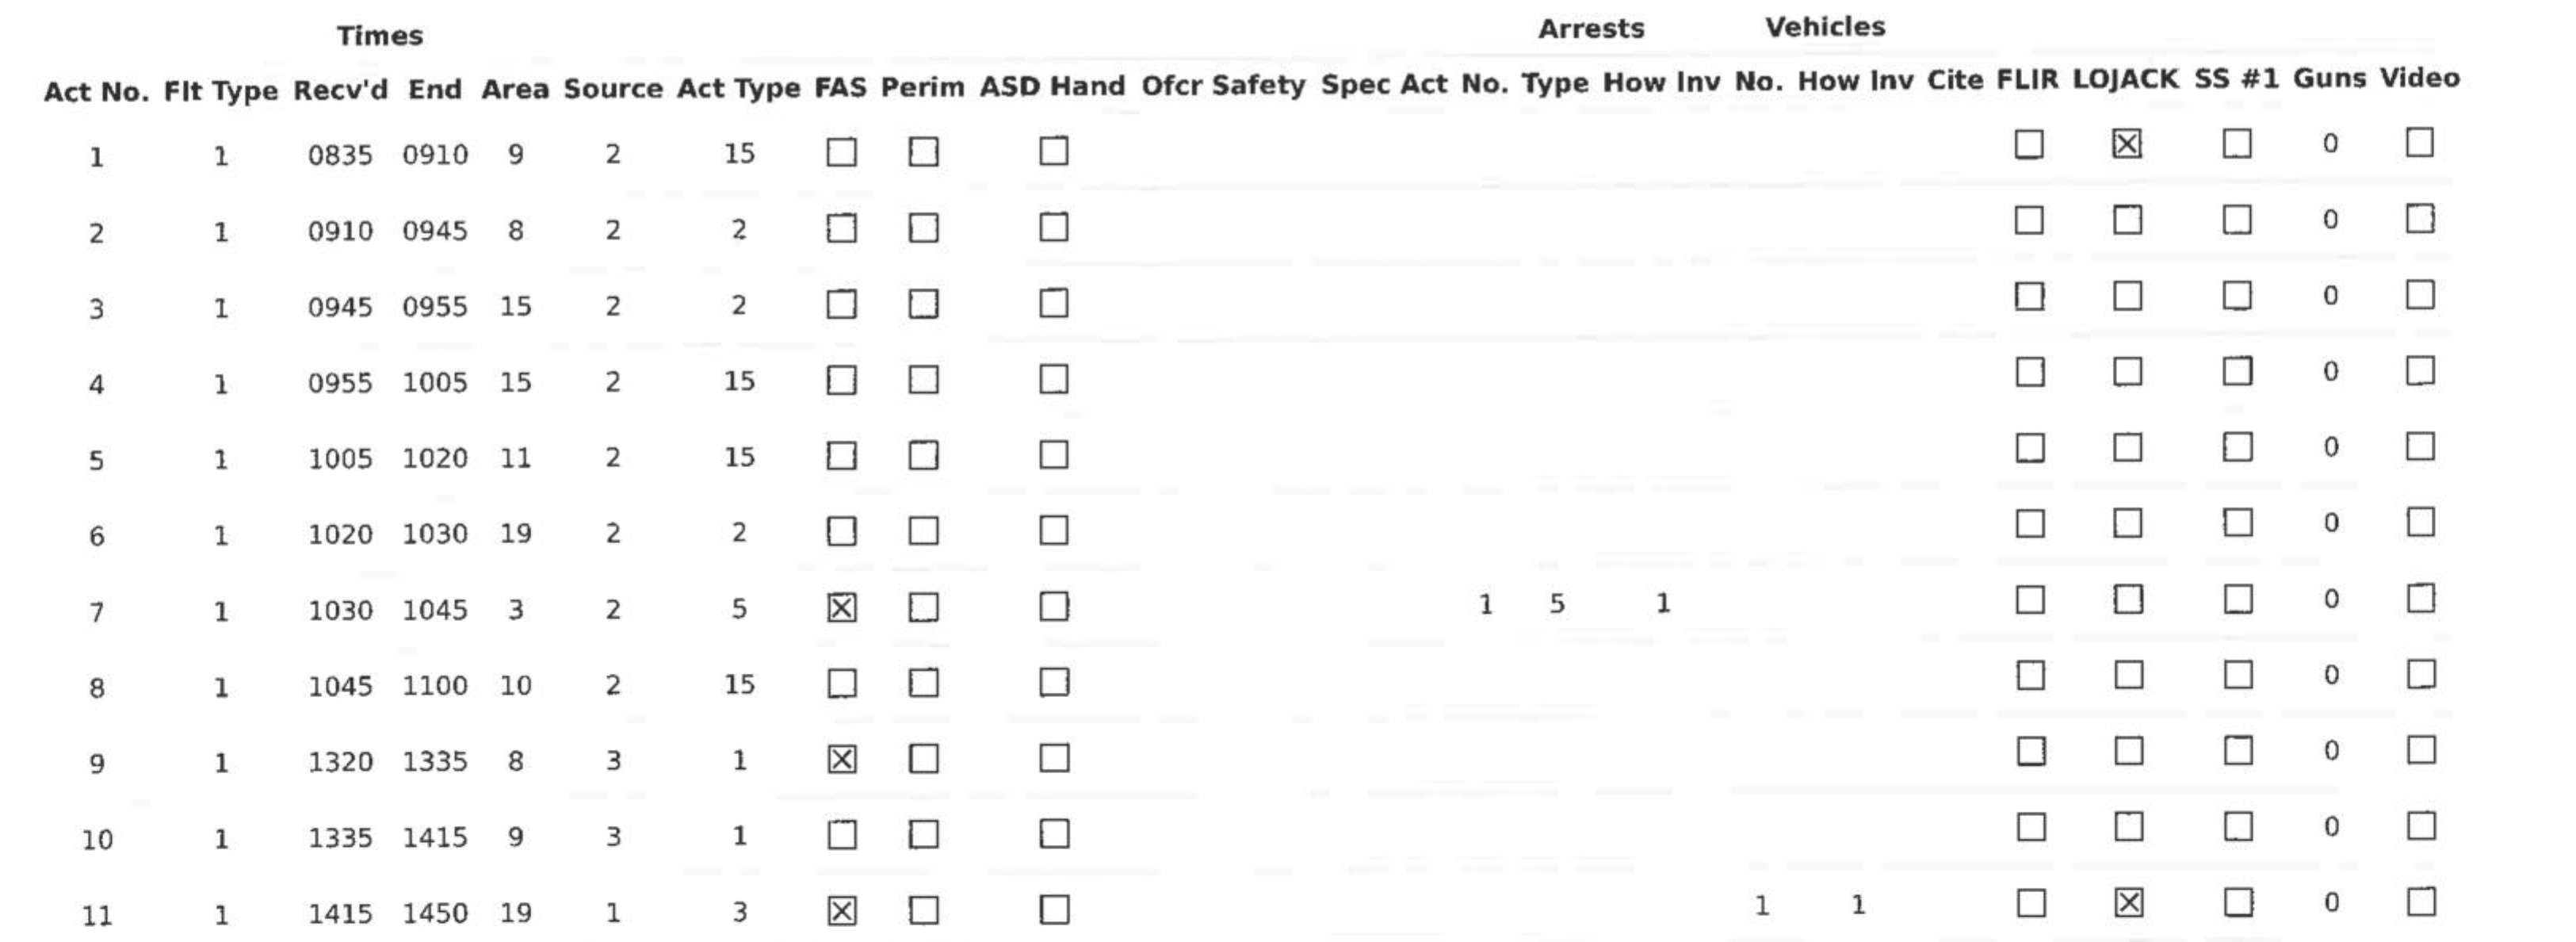 Times Arrests Vehicles
Act No. Flt Type Recv'd End Area Source Act Type FAS Perim ASD Hand Ofcr Safety Spec Act No. Type How Inv No. How Inv Cite FLIR LOJACK SS #1 Guns Video
1 1 0835 0910 9 2 15 ☐ ☐ ☐ ☐ ☒ ☐ 0 ☐
2 1 0910 0945 8 2 2 ☐ ☐ ☐ ☐ ☐ ☐ 0 ☐
3 1 0945 0955 15 2 2 ☐ ☐ ☐ ☐ ☐ ☐ 0 ☐
4 1 0955 1005 15 2 15 ☐ ☐ ☐ ☐ ☐ ☐ 0 ☐
5 1 1005 1020 11 2 15 ☐ ☐ ☐ ☐ ☐ ☐ 0 ☐
6 1 1020 1030 19 2 2 ☐ ☐ ☐ ☐ ☐ ☐ 0 ☐
7 1 1030 1045 3 2 5 ☒ ☐ ☐ 1 5 1 ☐ ☐ ☐ 0 ☐
8 1 1045 1100 10 2 15 ☐ ☐ ☐ ☐ ☐ ☐ 0 ☐
9 1 1320 1335 8 3 1 ☒ ☐ ☐ ☐ ☐ ☐ 0 ☐
10 1 1335 1415 9 3 1 ☐ ☐ ☐ ☐ ☐ ☐ 0 ☐
11 1 1415 1450 19 1 3 ☒ ☐ ☐ 1 1 ☐ ☒ ☐ 0 ☐